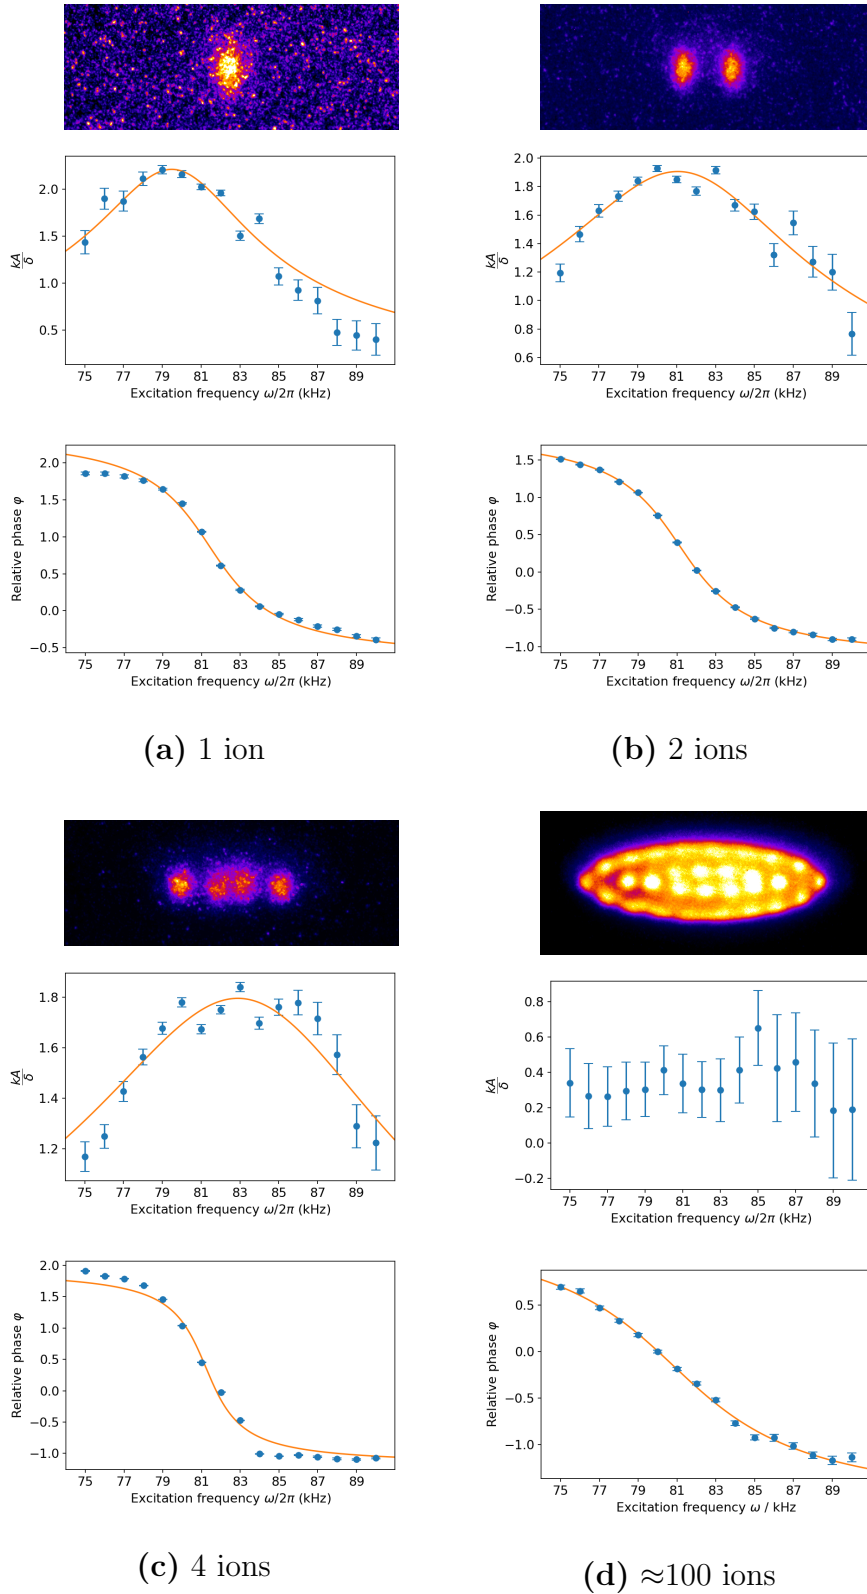 2.0
1.5
1.0
0.5
kA/δ
75 77 79 81 83 85 87 89
Excitation frequency ω/2π (kHz)
2.0
1.5
1.0
0.5
0.0
−0.5
Relative phase φ
75 77 79 81 83 85 87 89
Excitation frequency ω/2π (kHz)
(a) 1 ion
2.0
1.8
1.6
1.4
1.2
1.0
0.8
0.6
kA/δ
75 77 79 81 83 85 87 89
Excitation frequency ω/2π (kHz)
1.5
1.0
0.5
0.0
−0.5
−1.0
Relative phase φ
75 77 79 81 83 85 87 89
Excitation frequency ω/2π (kHz)
(b) 2 ions
1.8
1.6
1.4
1.2
kA/δ
75 77 79 81 83 85 87 89
Excitation frequency ω/2π (kHz)
2.0
1.5
1.0
0.5
0.0
−0.5
−1.0
Relative phase φ
75 77 79 81 83 85 87 89
Excitation frequency ω/2π (kHz)
(c) 4 ions
0.8
0.6
0.4
0.2
0.0
−0.2
kA/δ
75 77 79 81 83 85 87 89
Excitation frequency ω/2π (kHz)
0.5
0.0
−0.5
−1.0
Relative phase φ
75 77 79 81 83 85 87 89
Excitation frequency ω / kHz
(d) ≈100 ions